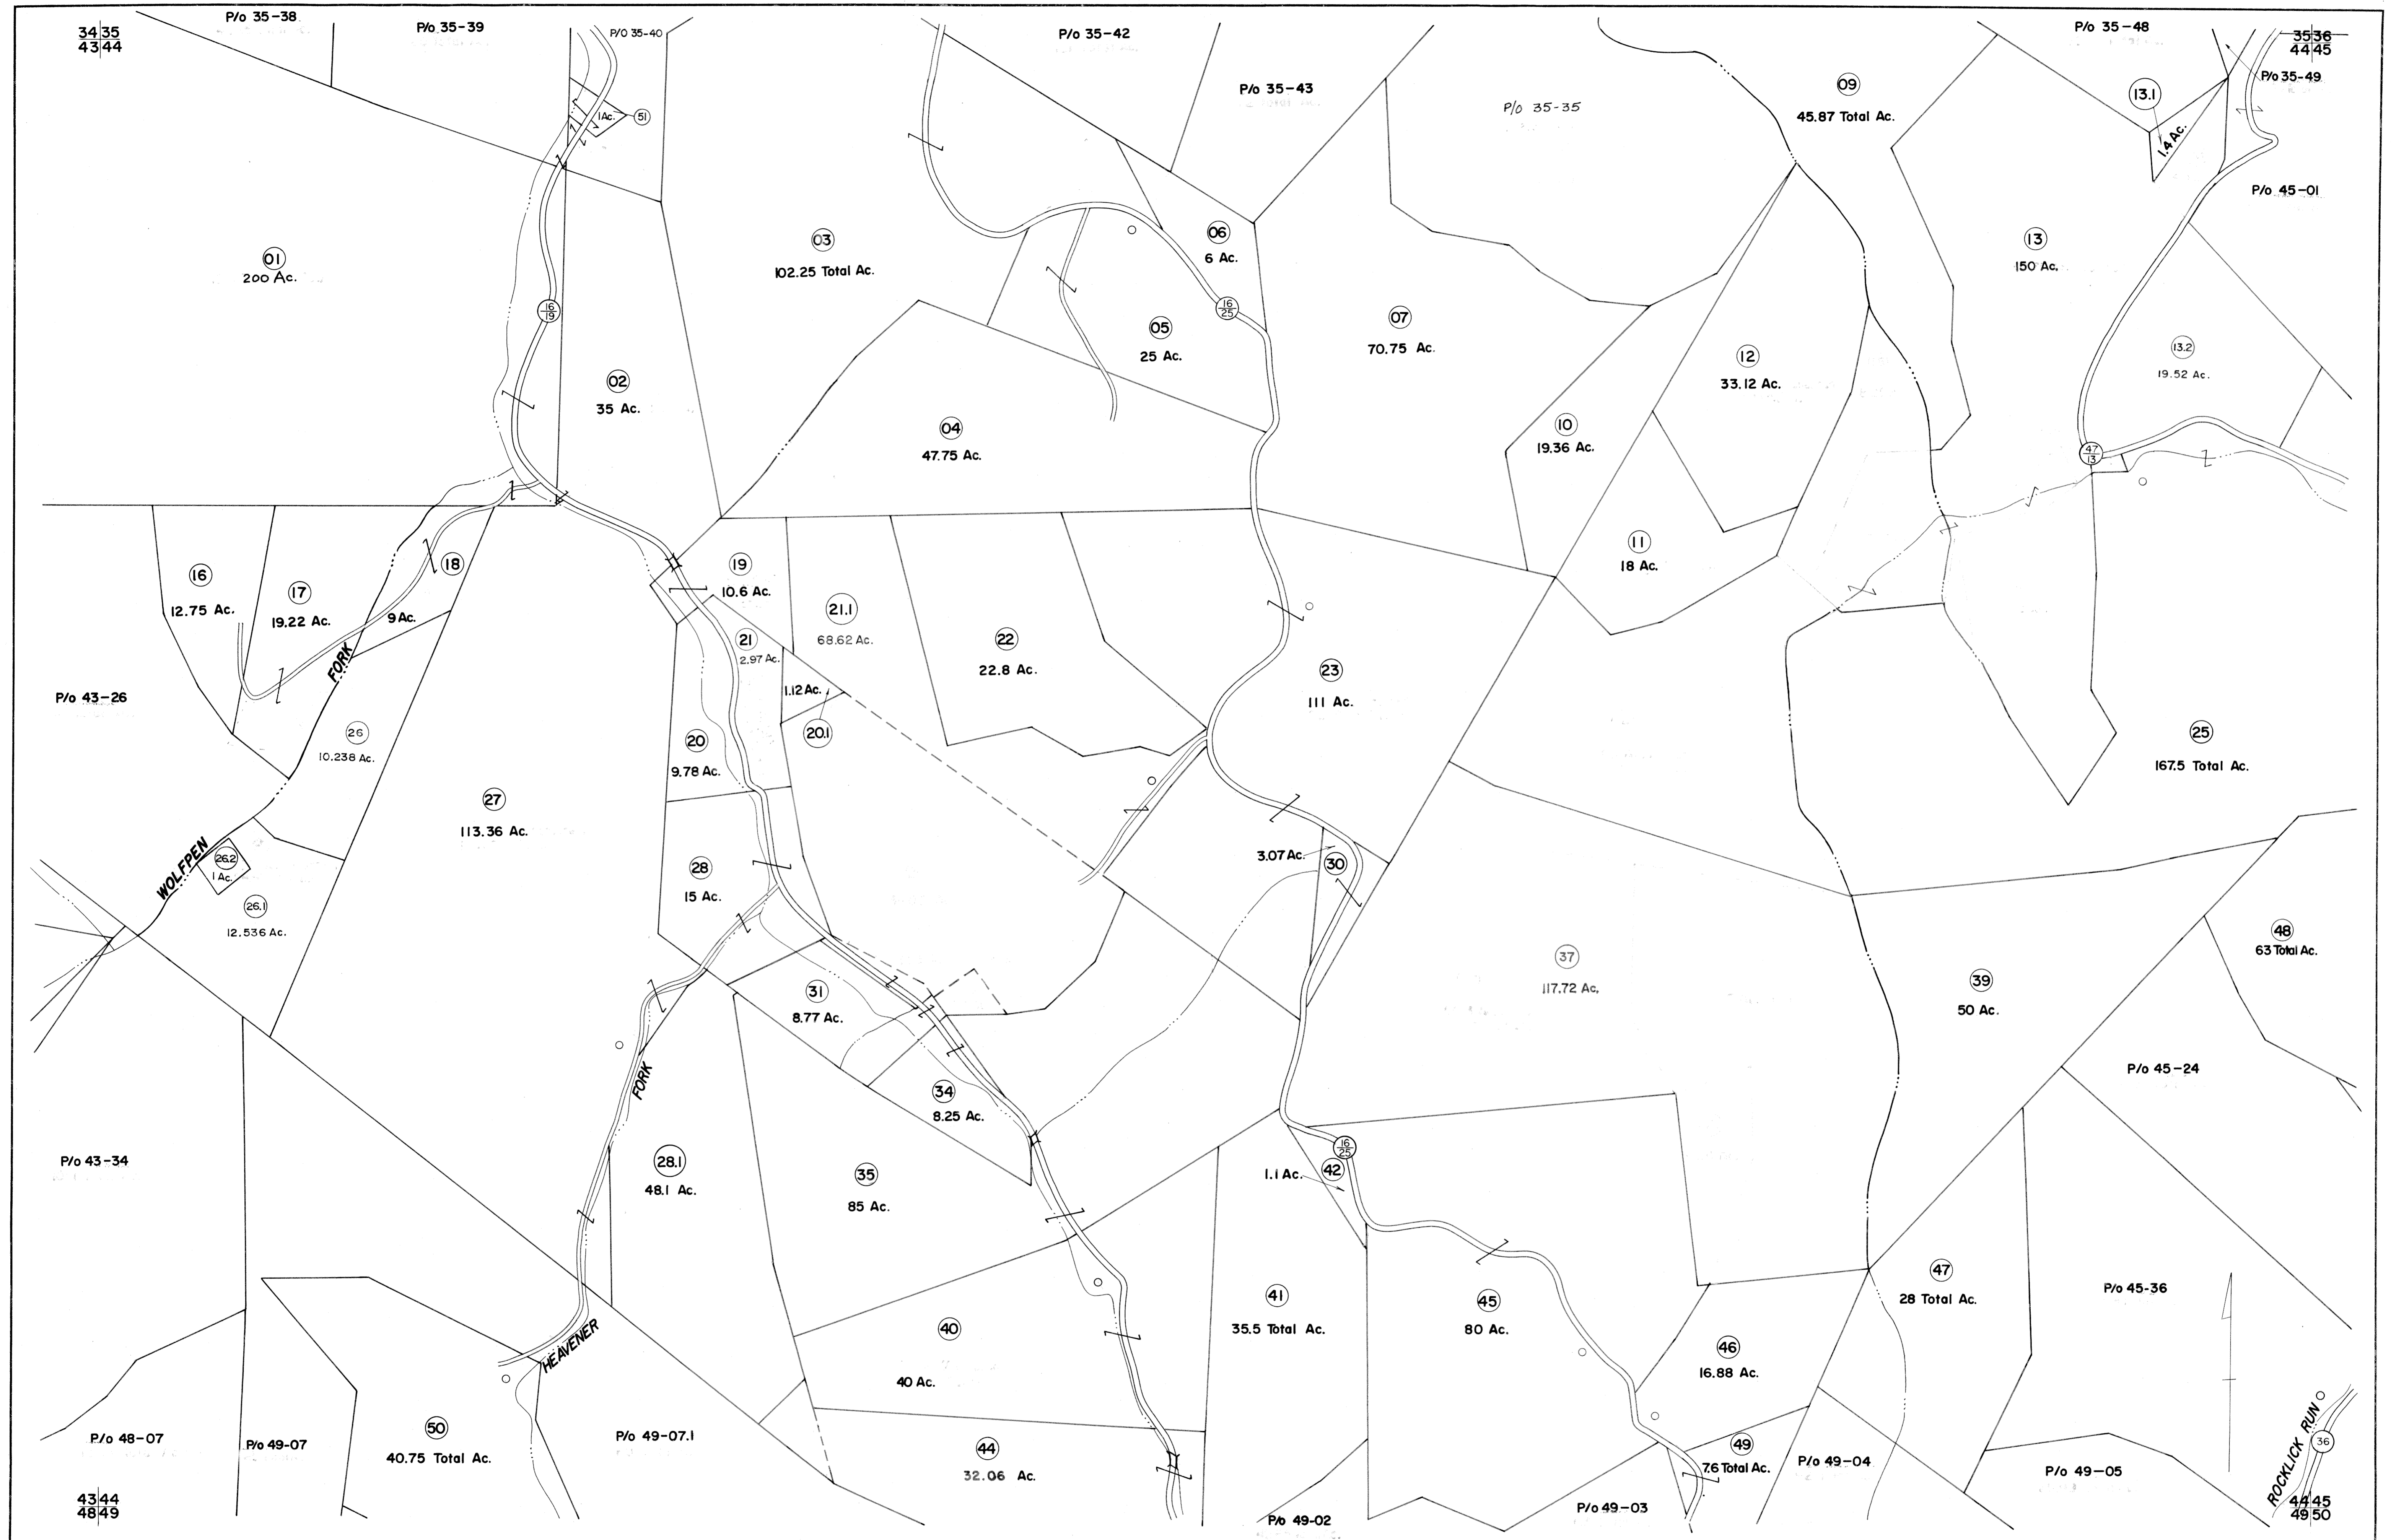 34 35
43 44
P/o 35-38
P/o 35-39
P/O 35-40
P/o 35-42
P/o 35-43
P/o 35-35
P/o 35-48
35 36
44 45
P/o 35-49
1 Ac.
51
09
45.87 Total Ac.
13.1
1.4 Ac.
P/o 45-01
01
200 Ac.
03
102.25 Total Ac.
06
6 Ac.
13
150 Ac.
16
19
16
25
05
25 Ac.
07
70.75 Ac.
12
33.12 Ac.
13.2
19.52 Ac.
02
35 Ac.
04
47.75 Ac.
10
19.36 Ac.
47
13
16
12.75 Ac.
17
19.22 Ac.
18
9 Ac.
19
10.6 Ac.
21.1
68.62 Ac.
11
18 Ac.
FORK
21
2.97 Ac.
22
22.8 Ac.
23
111 Ac.
P/o 43-26
1.12 Ac.
20.1
26
10.238 Ac.
20
9.78 Ac.
25
167.5 Total Ac.
27
113.36 Ac.
WOLFPEN
26.2
1 Ac.
26.1
12.536 Ac.
28
15 Ac.
3.07 Ac.
30
48
63 Total Ac.
37
117.72 Ac.
31
8.77 Ac.
39
50 Ac.
FORK
34
8.25 Ac.
P/o 45-24
P/o 43-34
28.1
48.1 Ac.
35
85 Ac.
16
25
1.1 Ac.
42
47
28 Total Ac.
P/o 45-36
41
35.5 Total Ac.
45
80 Ac.
HEAVENER
40
40 Ac.
46
16.88 Ac.
P/o 48-07
P/o 49-07
50
40.75 Total Ac.
P/o 49-07.1
44
32.06 Ac.
49
7.6 Total Ac.
P/o 49-04
P/o 49-05
ROCKLICK RUN
36
43 44
48 49
P/o 49-02
P/o 49-03
44 45
49 50